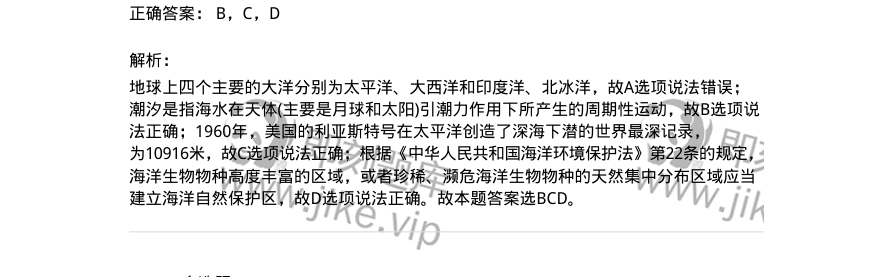 正确答案： B，C，D
解析：
地球上四个主要的大洋分别为太平洋、大西洋和印度洋、北冰洋，故A选项说法错误；
潮汐是指海水在天体(主要是月球和太阳)引潮力作用下所产生的周期性运动，故B选项说
法正确；1960年，美国的利亚斯特号在太平洋创造了深海下潜的世界最深记录，
为10916米，故C选项说法正确；根据《中华人民共和国海洋环境保护法》第22条的规定，
海洋生物物种高度丰富的区域，或者珍稀、濒危海洋生物物种的天然集中分布区域应当
建立海洋自然保护区，故D选项说法正确。故本题答案选BCD。
即刻题库
www.jike.vip
即刻
www.jik